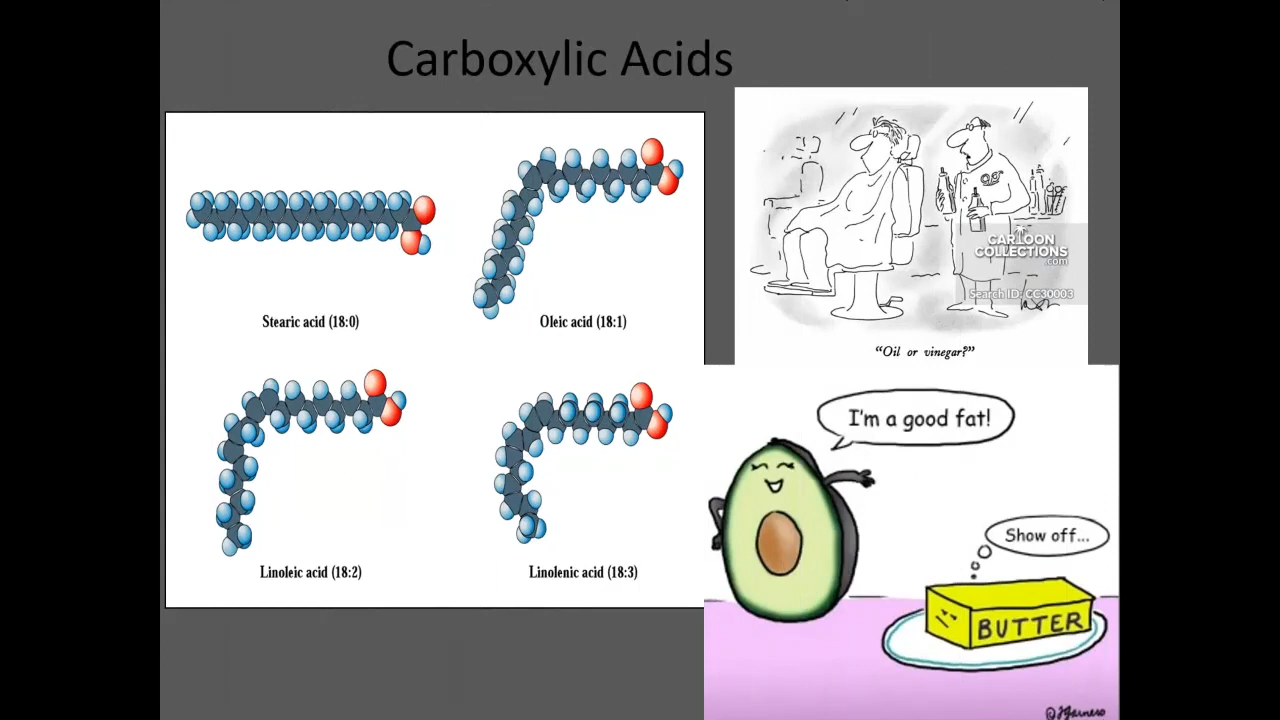 Carboxylic Acids
Stearic acid (18:0)
Oleic acid (18:1)
Linoleic acid (18:2)
Linolenic acid (18:3)
CARTOON
COLLECTIONS
.com
Search ID: CC30003
“Oil or vinegar?”
I'm a good fat!
Show off...
BUTTER